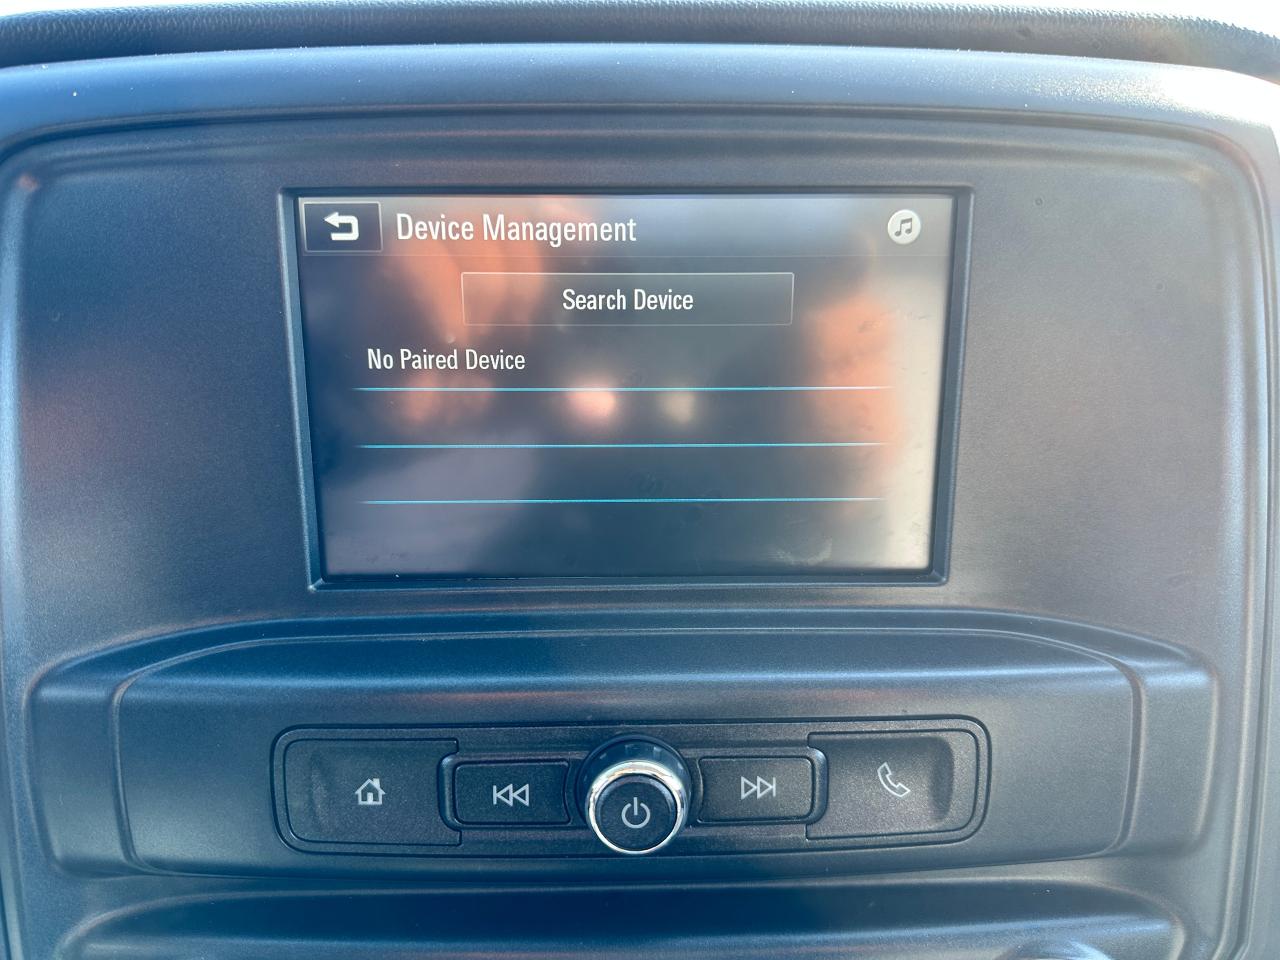 Device Management
Search Device
No Paired Device